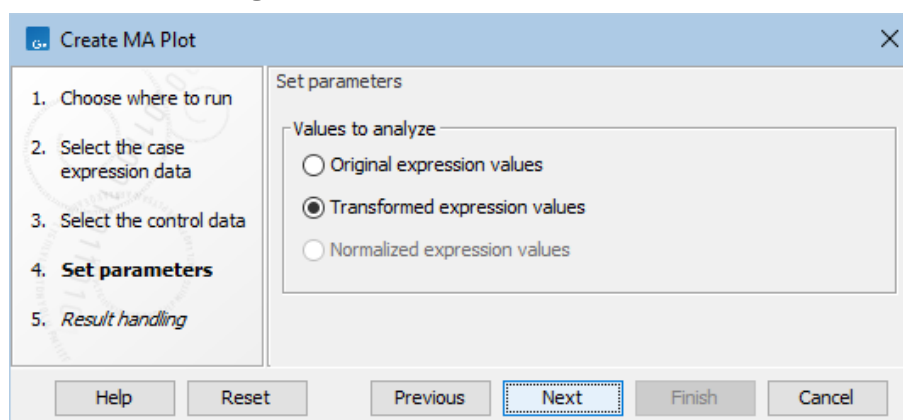 Create MA Plot
1. Choose where to run
2. Select the case
expression data
3. Select the control data
4. Set parameters
5. Result handling
Set parameters
Values to analyze
Original expression values
Transformed expression values
Normalized expression values
Help Reset Previous Next Finish Cancel